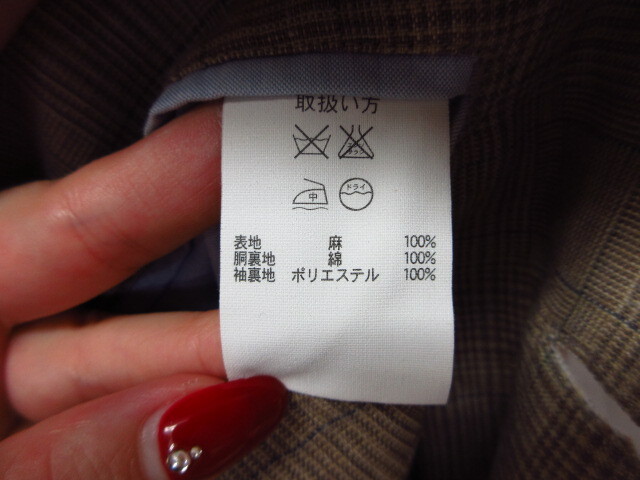 取扱い方
中 ドライ
表地 麻 100%
胴裏地 綿 100%
袖裏地 ポリエステル 100%